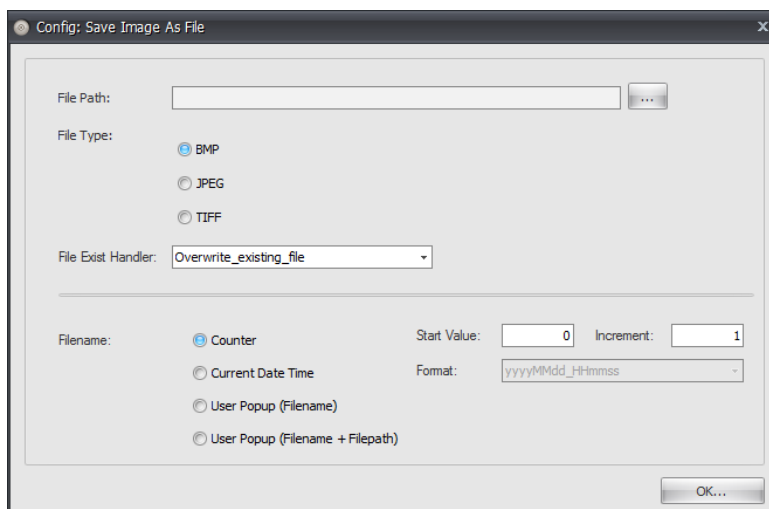 Config: Save Image As File x
File Path: ...
File Type:
BMP
JPEG
TIFF
File Exist Handler: Overwrite_existing_file
Filename: Counter Start Value: 0 Increment: 1
Current Date Time Format: yyyyMMdd_HHmmss
User Popup (Filename)
User Popup (Filename + Filepath)
OK...